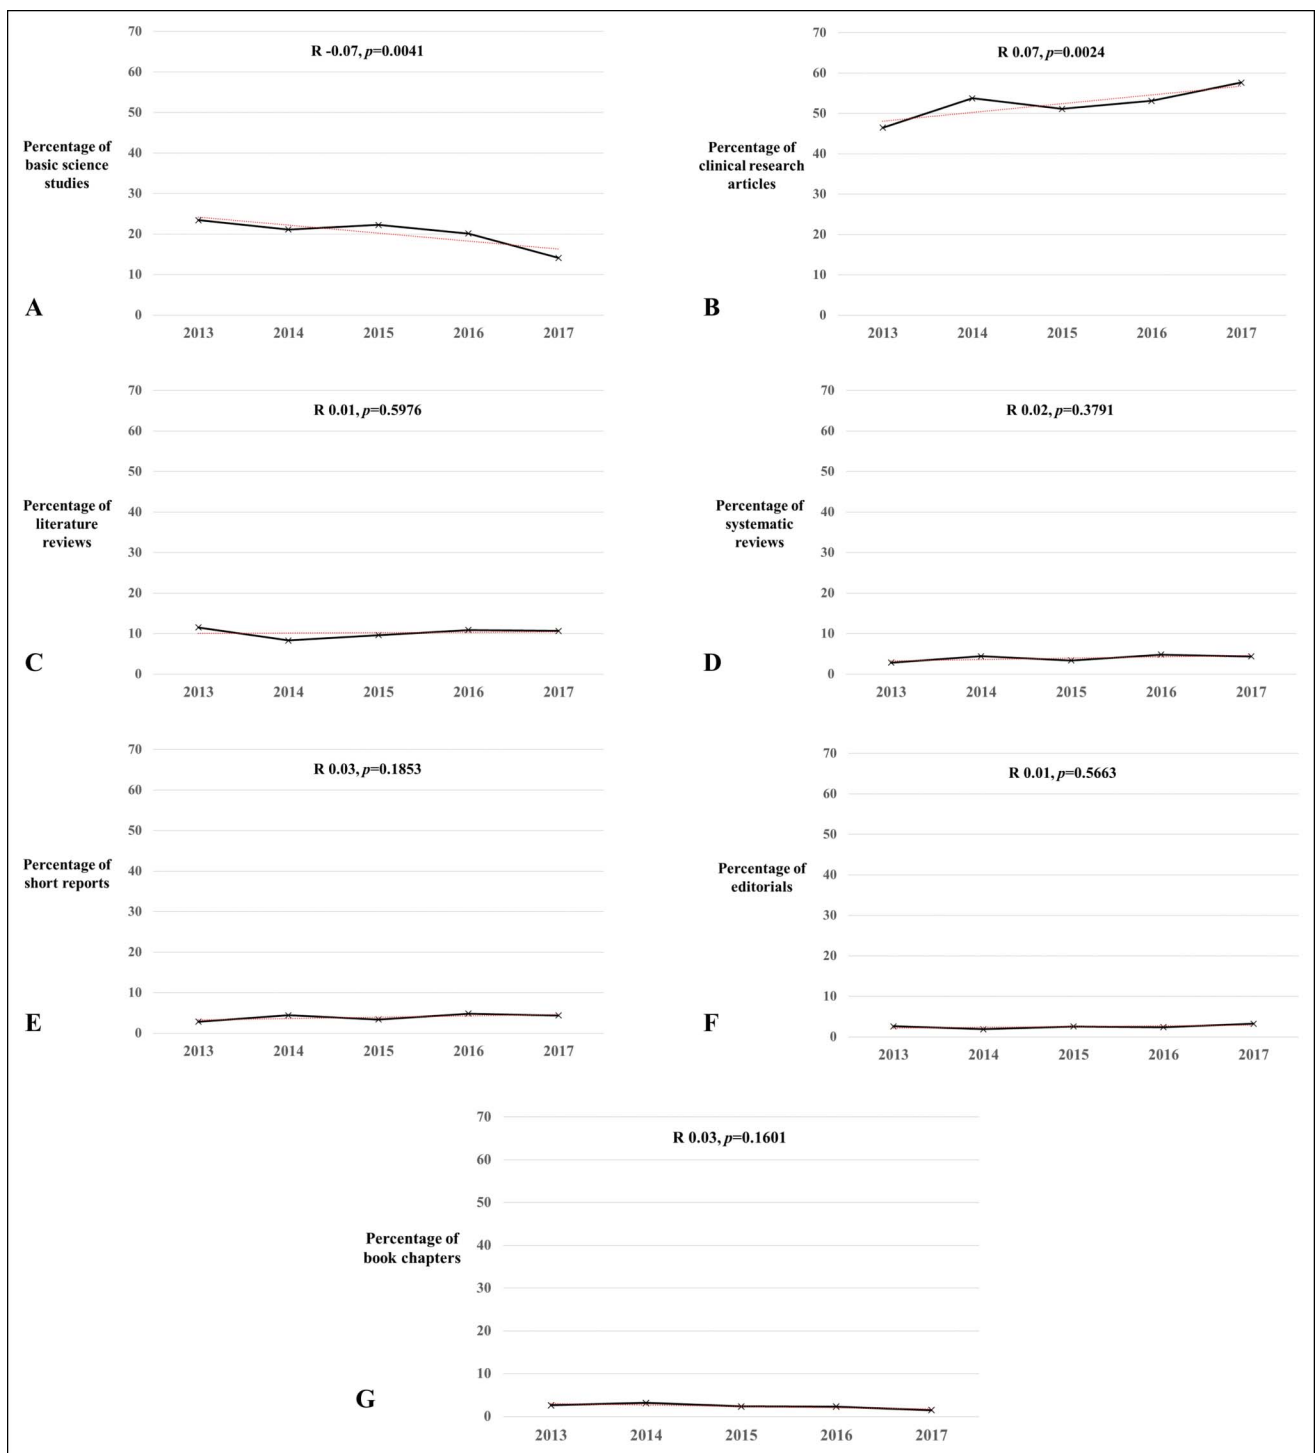 70
R -0.07, p=0.0041
60
50
40
Percentage of
basic science
studies
30
20
10
0
A
2013 2014 2015 2016 2017
70
R 0.07, p=0.0024
60
50
40
Percentage of
clinical research
articles
30
20
10
0
B
2013 2014 2015 2016 2017
70
R 0.01, p=0.5976
60
50
40
Percentage of
literature
reviews
30
20
10
0
C
2013 2014 2015 2016 2017
70
R 0.02, p=0.3791
60
50
40
Percentage of
systematic
reviews
30
20
10
0
D
2013 2014 2015 2016 2017
70
R 0.03, p=0.1853
60
50
40
Percentage of
short reports
30
20
10
0
E
2013 2014 2015 2016 2017
70
R 0.01, p=0.5663
60
50
40
Percentage of
editorials
30
20
10
0
F
2013 2014 2015 2016 2017
70
R 0.03, p=0.1601
60
50
40
Percentage of
book chapters
30
20
10
0
G
2013 2014 2015 2016 2017